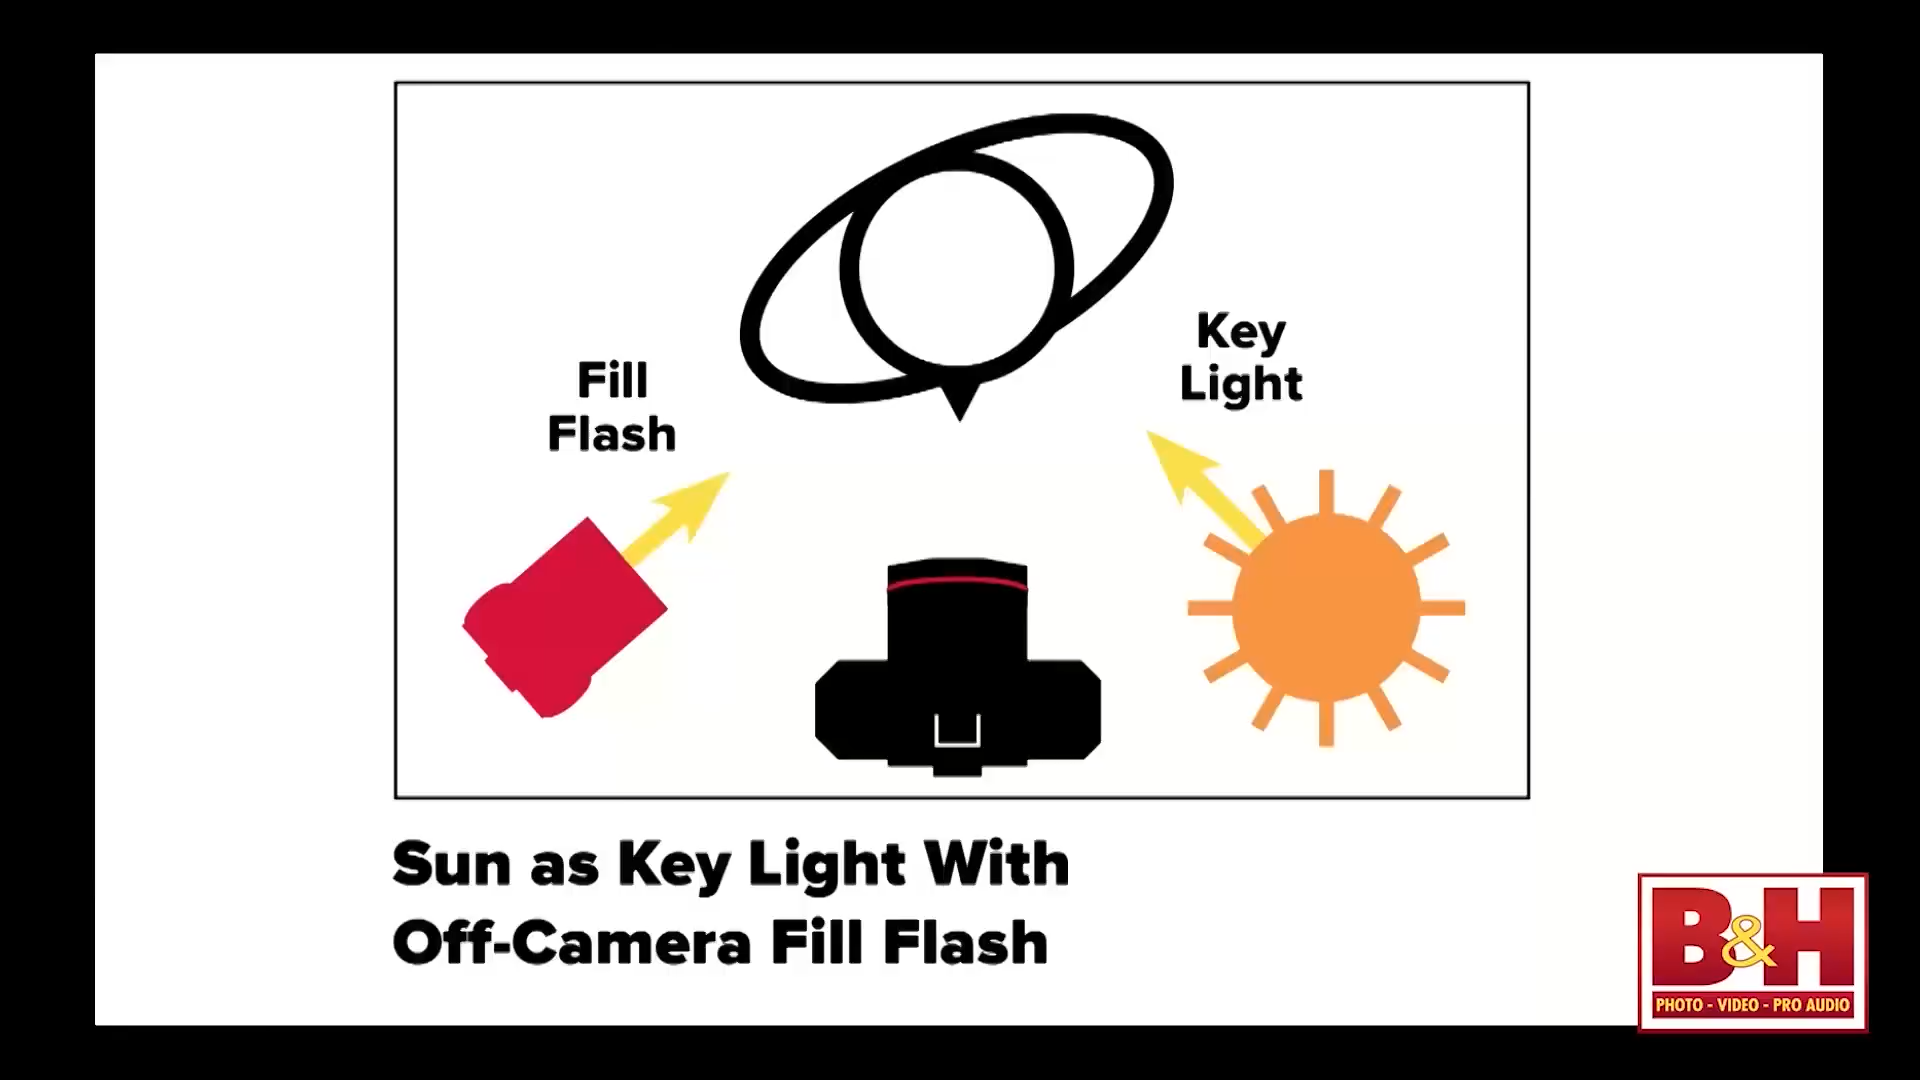 Key
Light
Fill
Flash
Sun as Key Light With
Off-Camera Fill Flash
B&H
PHOTO - VIDEO - PRO AUDIO